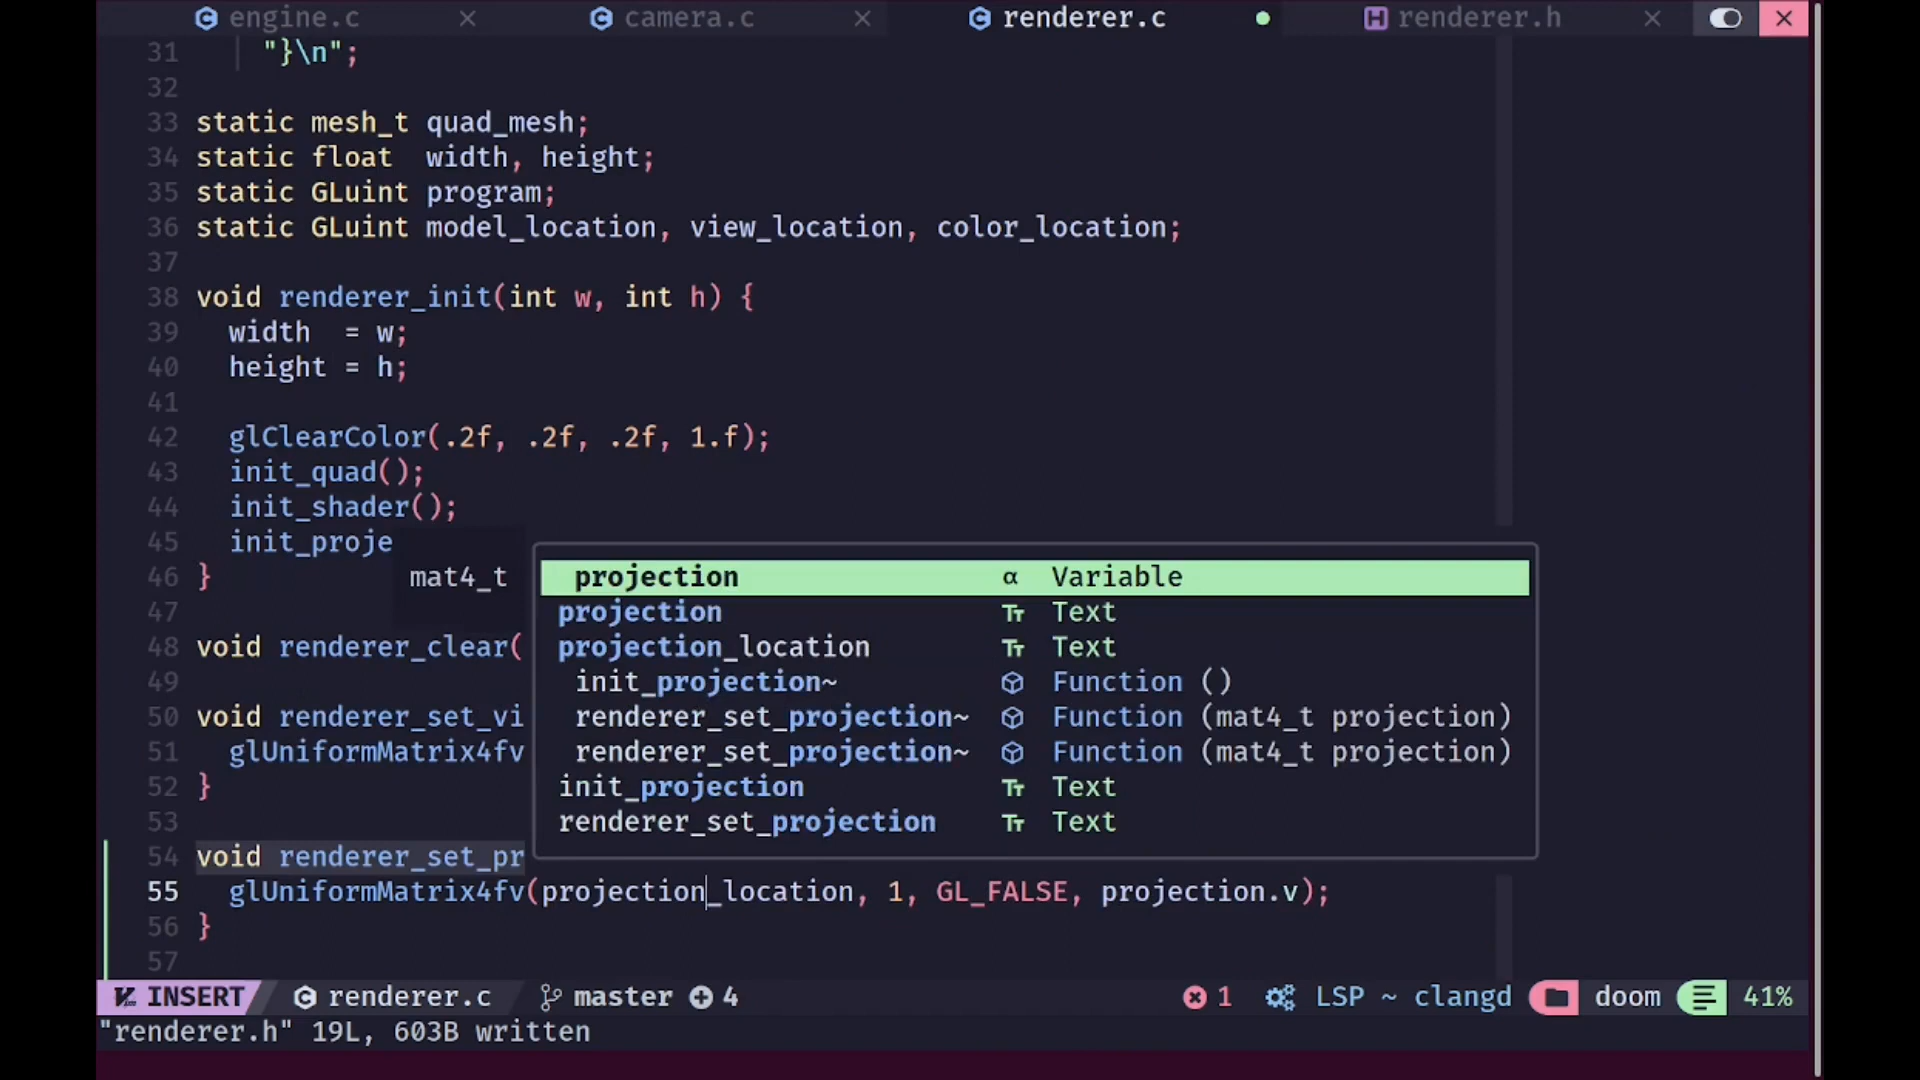 engine.c × camera.c × renderer.c renderer.h ×
31 "}\n";
32
33 static mesh_t quad_mesh;
34 static float  width, height;
35 static GLuint program;
36 static GLuint model_location, view_location, color_location;
37
38 void renderer_init(int w, int h) {
39   width  = w;
40   height = h;
41
42   glClearColor(.2f, .2f, .2f, 1.f);
43   init_quad();
44   init_shader();
45   init_proje
46 } mat4_t projection α Variable
47 projection Text
48 void renderer_clear( projection_location Text
49 init_projection~ Function ()
50 void renderer_set_vi renderer_set_projection~ Function (mat4_t projection)
51   glUniformMatrix4fv renderer_set_projection~ Function (mat4_t projection)
52 } init_projection Text
53 renderer_set_projection Text
54 void renderer_set_pr
55   glUniformMatrix4fv(projection_location, 1, GL_FALSE, projection.v);
56 }
57
INSERT renderer.c master 4 1 LSP ~ clangd doom 41%
"renderer.h" 19L, 603B written